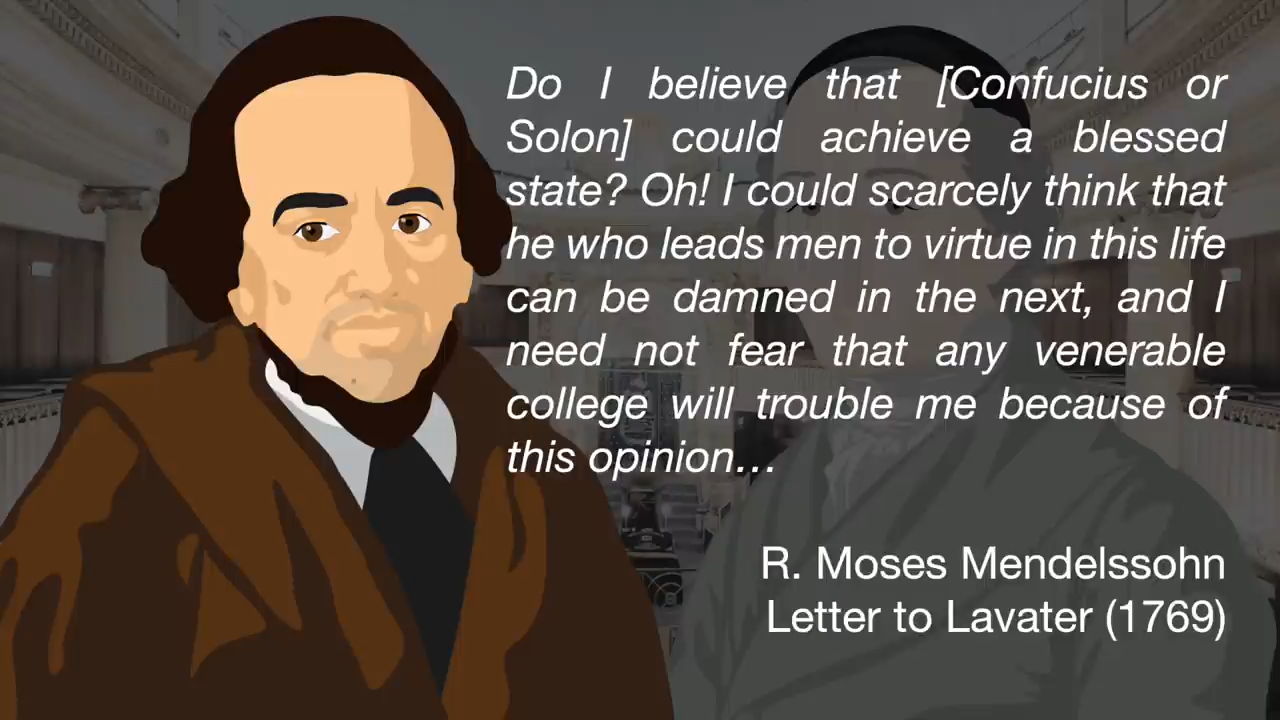 Do I believe that [Confucius or
Solon] could achieve a blessed
state? Oh! I could scarcely think that
he who leads men to virtue in this life
can be damned in the next, and I
need not fear that any venerable
college will trouble me because of
this opinion…
R. Moses Mendelssohn
Letter to Lavater (1769)